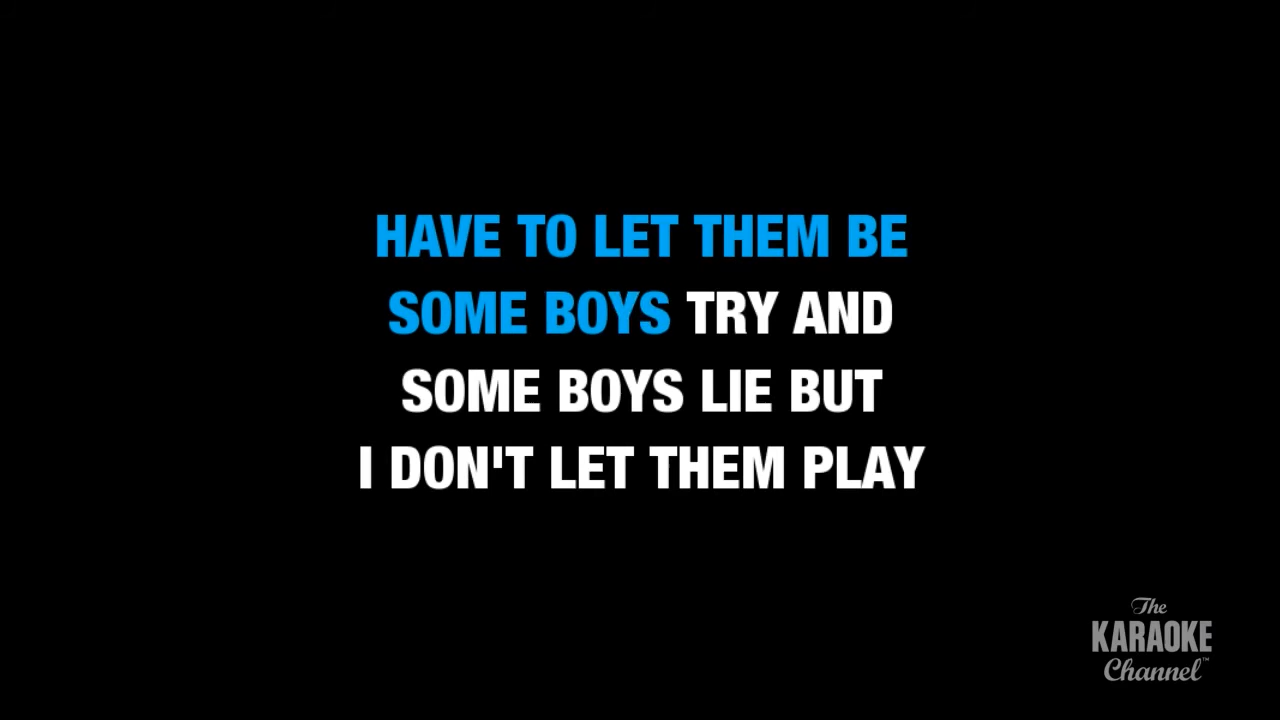 HAVE TO LET THEM BE
SOME BOYS TRY AND
SOME BOYS LIE BUT
I DON'T LET THEM PLAY
The
KARAOKE
Channel™